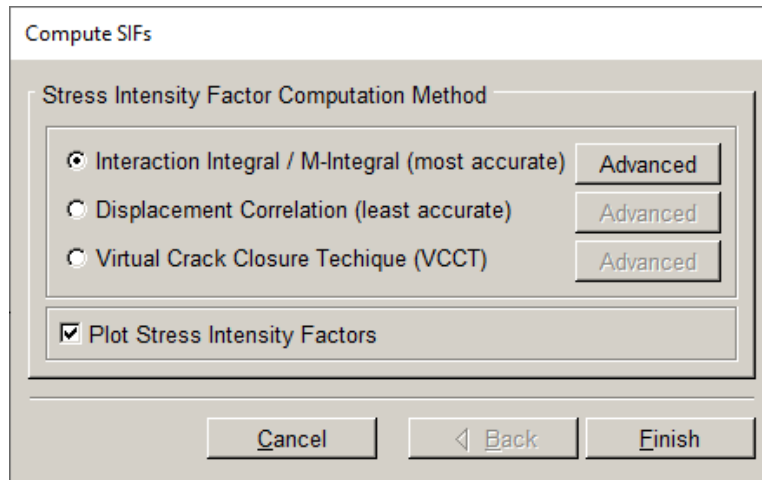 Compute SIFs
Stress Intensity Factor Computation Method
Interaction Integral / M-Integral (most accurate) Advanced
Displacement Correlation (least accurate) Advanced
Virtual Crack Closure Techique (VCCT) Advanced
Plot Stress Intensity Factors
Cancel Back Finish